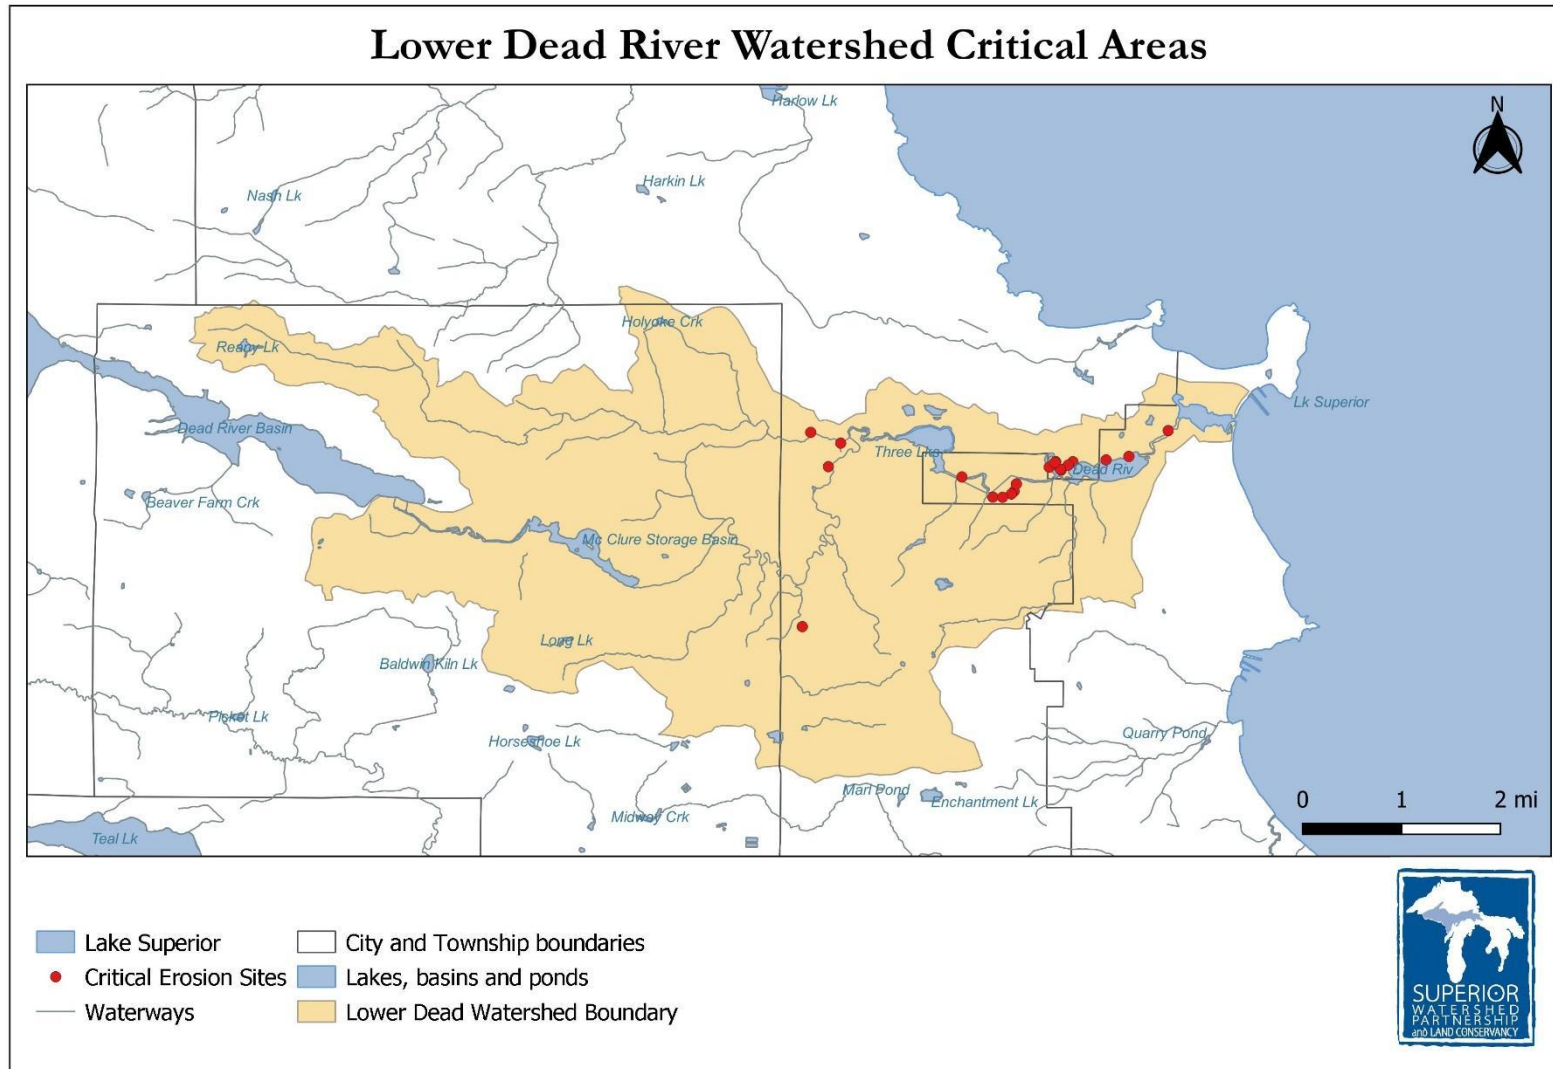 Lower Dead River Watershed Critical Areas
Harlow Lk
N
Harkin Lk
Nash Lk
Holyoke Crk
Reany Lk
Lk Superior
Dead River Basin
Three Lks
Dead Riv
Beaver Farm Crk
Mc Clure Storage Basin
Long Lk
Baldwin Kiln Lk
Picket Lk
Quarry Pond
Horseshoe Lk
Marl Pond
Enchantment Lk
0 1 2 mi
Midway Crk
Teal Lk
Lake Superior
City and Township boundaries
Critical Erosion Sites
Lakes, basins and ponds
Waterways
Lower Dead Watershed Boundary
SUPERIOR
WATERSHED
PARTNERSHIP
and LAND CONSERVANCY